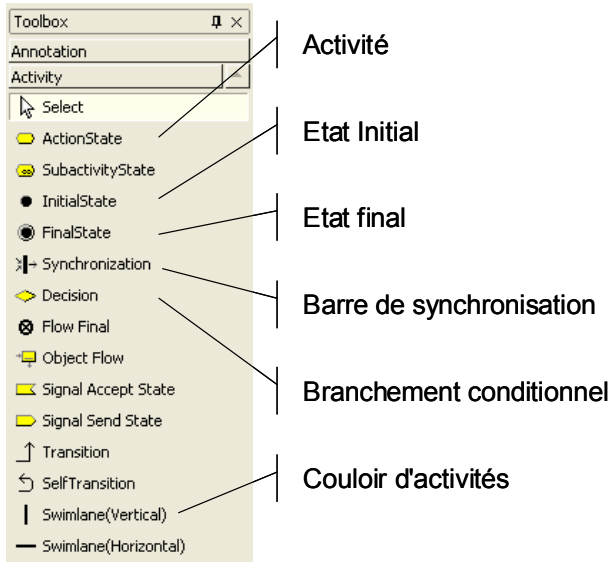 Toolbox
Annotation
Activity
Select
ActionState
SubactivityState
InitialState
FinalState
Synchronization
Decision
Flow Final
Object Flow
Signal Accept State
Signal Send State
Transition
SelfTransition
Swimlane(Vertical)
Swimlane(Horizontal)
Activité
Etat Initial
Etat final
Barre de synchronisation
Branchement conditionnel
Couloir d'activités